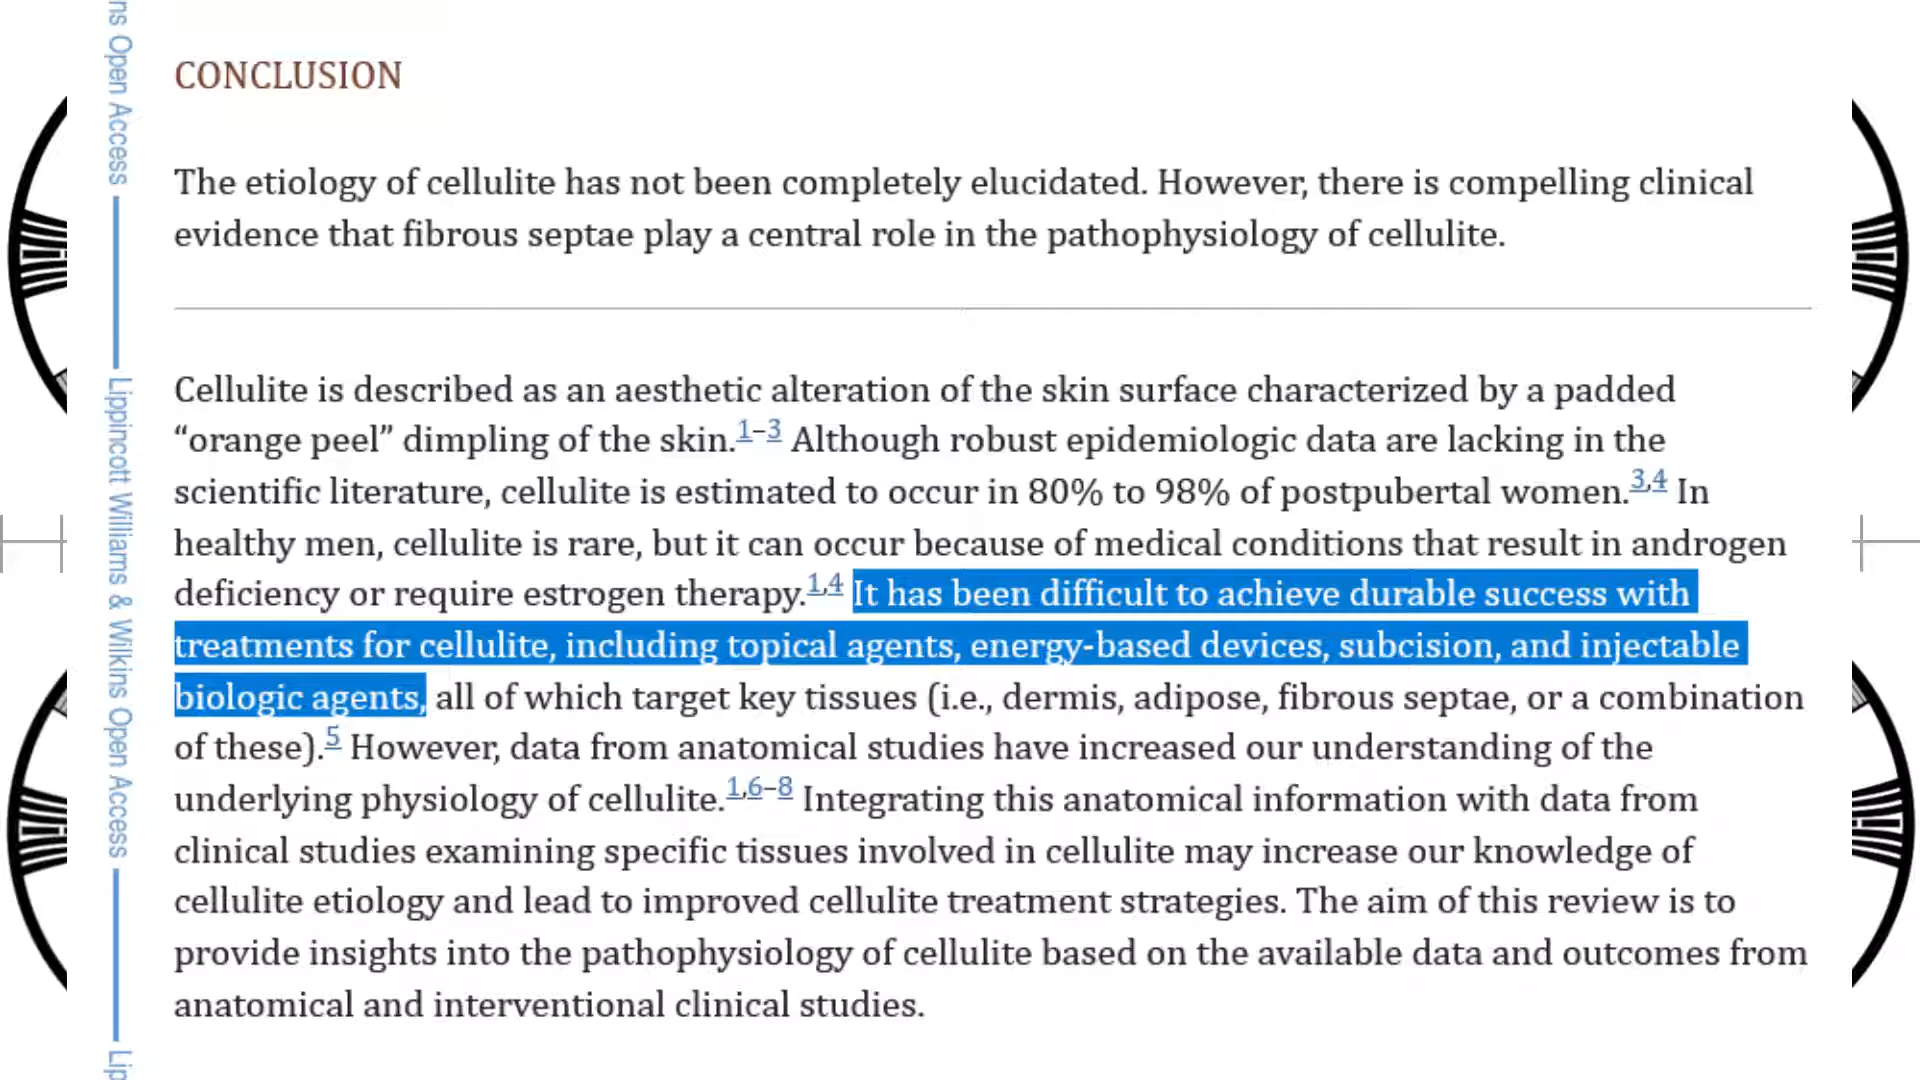 CONCLUSION
The etiology of cellulite has not been completely elucidated. However, there is compelling clinical
evidence that fibrous septae play a central role in the pathophysiology of cellulite.
Cellulite is described as an aesthetic alteration of the skin surface characterized by a padded
“orange peel” dimpling of the skin.1–3 Although robust epidemiologic data are lacking in the
scientific literature, cellulite is estimated to occur in 80% to 98% of postpubertal women.3,4 In
healthy men, cellulite is rare, but it can occur because of medical conditions that result in androgen
deficiency or require estrogen therapy.1,4 It has been difficult to achieve durable success with
treatments for cellulite, including topical agents, energy-based devices, subcision, and injectable
biologic agents, all of which target key tissues (i.e., dermis, adipose, fibrous septae, or a combination
of these).5 However, data from anatomical studies have increased our understanding of the
underlying physiology of cellulite.1,6–8 Integrating this anatomical information with data from
clinical studies examining specific tissues involved in cellulite may increase our knowledge of
cellulite etiology and lead to improved cellulite treatment strategies. The aim of this review is to
provide insights into the pathophysiology of cellulite based on the available data and outcomes from
anatomical and interventional clinical studies.
ns Open Access
Lippincott Williams & Wilkins Open Access
Lip